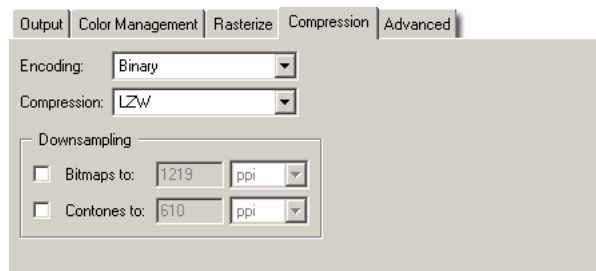 Output Color Management Rasterize Compression Advanced
Encoding: Binary
Compression: LZW
Downsampling
Bitmaps to: 1219 ppi
Contones to: 610 ppi